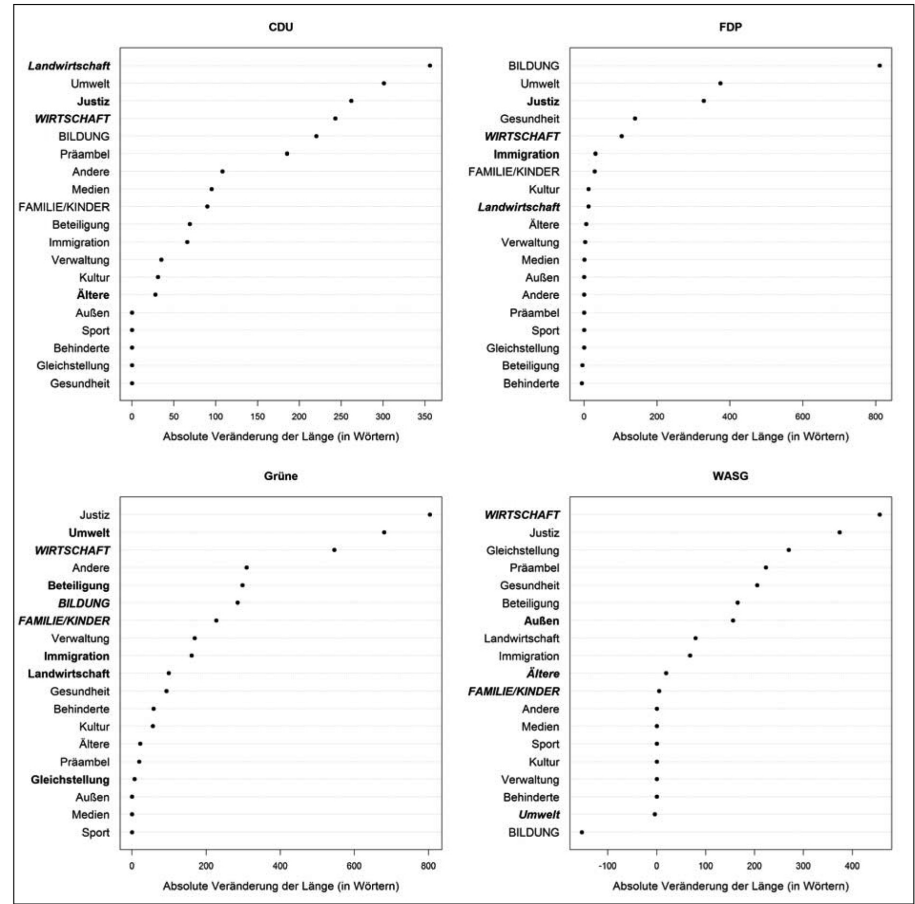 CDU
Landwirtschaft
Umwelt
Justiz
WIRTSCHAFT
BILDUNG
Präambel
Andere
Medien
FAMILIE/KINDER
Beteiligung
Immigration
Verwaltung
Kultur
Ältere
Außen
Sport
Behinderte
Gleichstellung
Gesundheit
0 50 100 150 200 250 300 350
Absolute Veränderung der Länge (in Wörtern)
FDP
BILDUNG
Umwelt
Justiz
Gesundheit
WIRTSCHAFT
Immigration
FAMILIE/KINDER
Kultur
Landwirtschaft
Ältere
Verwaltung
Medien
Außen
Andere
Präambel
Sport
Gleichstellung
Beteiligung
Behinderte
0 200 400 600 800
Absolute Veränderung der Länge (in Wörtern)
Grüne
Justiz
Umwelt
WIRTSCHAFT
Andere
Beteiligung
BILDUNG
FAMILIE/KINDER
Verwaltung
Immigration
Landwirtschaft
Gesundheit
Behinderte
Kultur
Ältere
Präambel
Gleichstellung
Außen
Medien
Sport
0 200 400 600 800
Absolute Veränderung der Länge (in Wörtern)
WASG
WIRTSCHAFT
Justiz
Gleichstellung
Präambel
Gesundheit
Beteiligung
Außen
Landwirtschaft
Immigration
Ältere
FAMILIE/KINDER
Andere
Medien
Sport
Kultur
Verwaltung
Behinderte
Umwelt
BILDUNG
-100 0 100 200 300 400
Absolute Veränderung der Länge (in Wörtern)